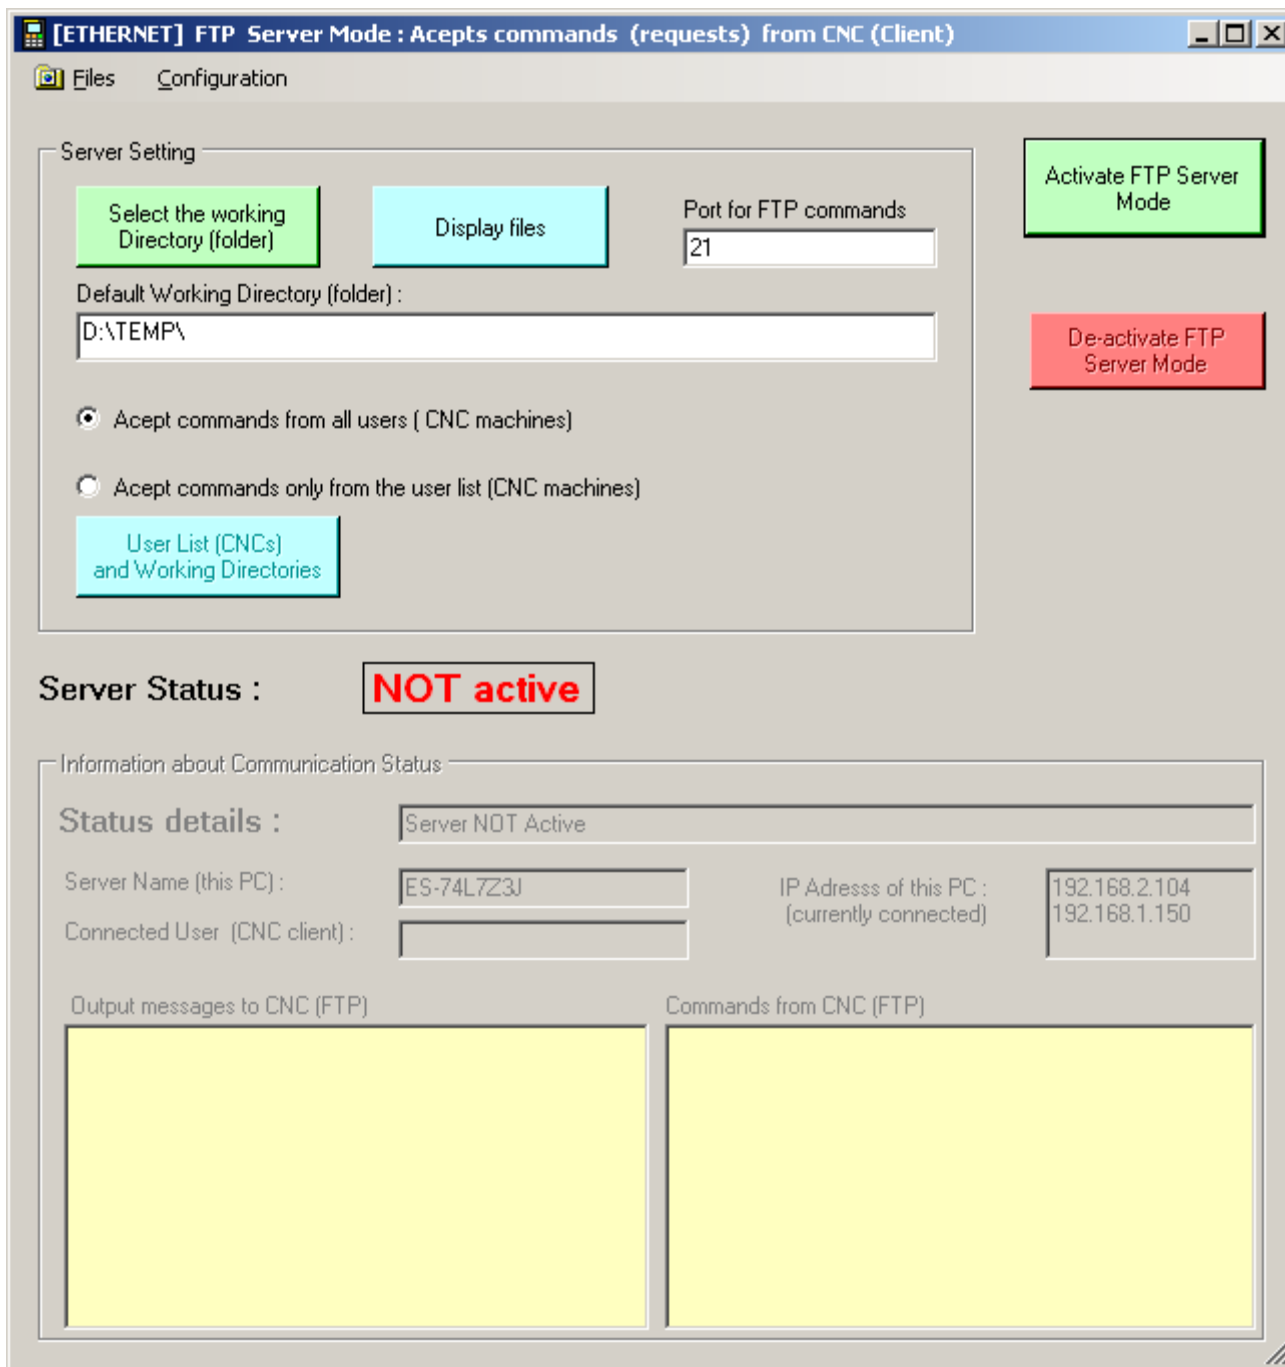 [ETHERNET] FTP Server Mode : Acepts commands (requests) from CNC (Client)
Files Configuration
Server Setting
Select the working
Directory (folder)
Display files
Port for FTP commands
21
Activate FTP Server
Mode
Default Working Directory (folder) :
D:\TEMP\
De-activate FTP
Server Mode
Acept commands from all users ( CNC machines)
Acept commands only from the user list (CNC machines)
User List (CNCs)
and Working Directories
Server Status :
NOT active
Information about Communication Status
Status details :
Server NOT Active
Server Name (this PC) :
ES-74L7Z3J
IP Adresss of this PC :
(currently connected)
192.168.2.104
192.168.1.150
Connected User (CNC client) :
Output messages to CNC (FTP)
Commands from CNC (FTP)